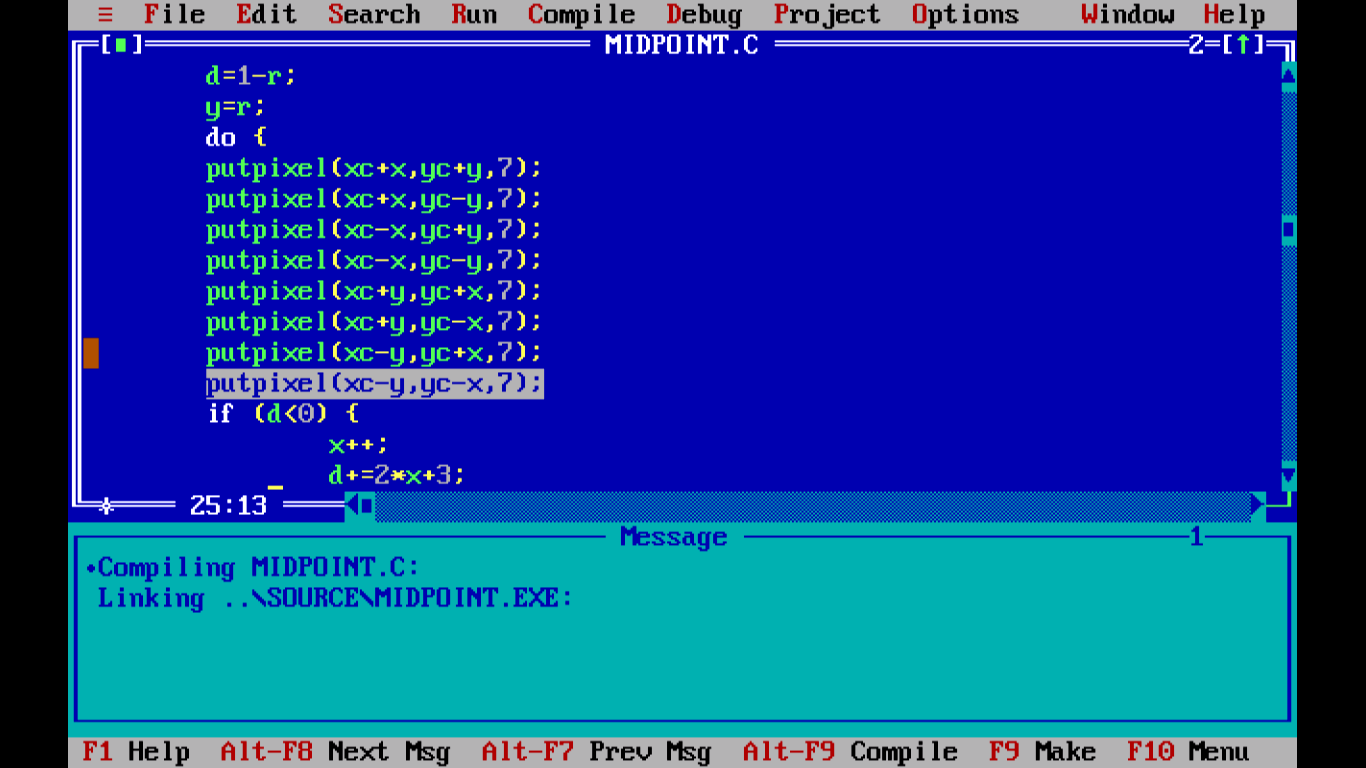 ≡ File Edit Search Run Compile Debug Project Options Window Help
[■] MIDPOINT.C 2=[↑]
d=1-r;
y=r;
do {
putpixel(xc+x,yc+y,7);
putpixel(xc+x,yc-y,7);
putpixel(xc-x,yc+y,7);
putpixel(xc-x,yc-y,7);
putpixel(xc+y,yc+x,7);
putpixel(xc+y,yc-x,7);
putpixel(xc-y,yc+x,7);
putpixel(xc-y,yc-x,7);
if (d<0) {
x++;
d+=2*x+3;
25:13
Message 1
•Compiling MIDPOINT.C:
Linking ..\SOURCE\MIDPOINT.EXE:
F1 Help Alt-F8 Next Msg Alt-F7 Prev Msg Alt-F9 Compile F9 Make F10 Menu